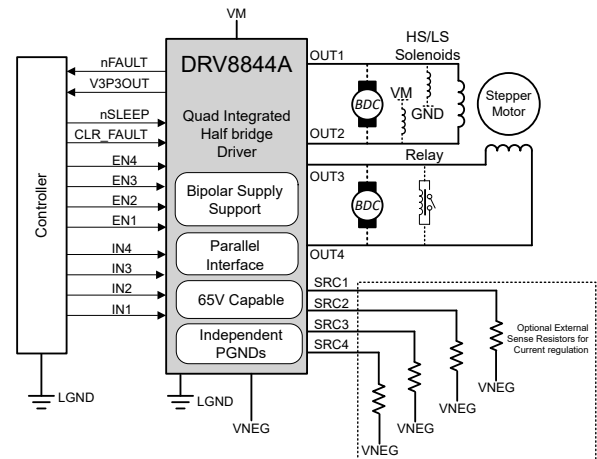 VM
nFAULT
V3P3OUT
nSLEEP
CLR_FAULT
EN4
EN3
EN2
EN1
IN4
IN3
IN2
IN1
Controller
LGND
DRV8844A
Quad Integrated
Half bridge
Driver
Bipolar Supply
Support
Parallel
Interface
65V Capable
Independent
PGNDs
LGND
VNEG
OUT1
OUT2
OUT3
OUT4
HS/LS
Solenoids
BDC
VM
GND
Stepper
Motor
Relay
BDC
SRC1
SRC2
SRC3
SRC4
Optional External
Sense Resistors for
Current regulation
VNEG
VNEG
VNEG
VNEG